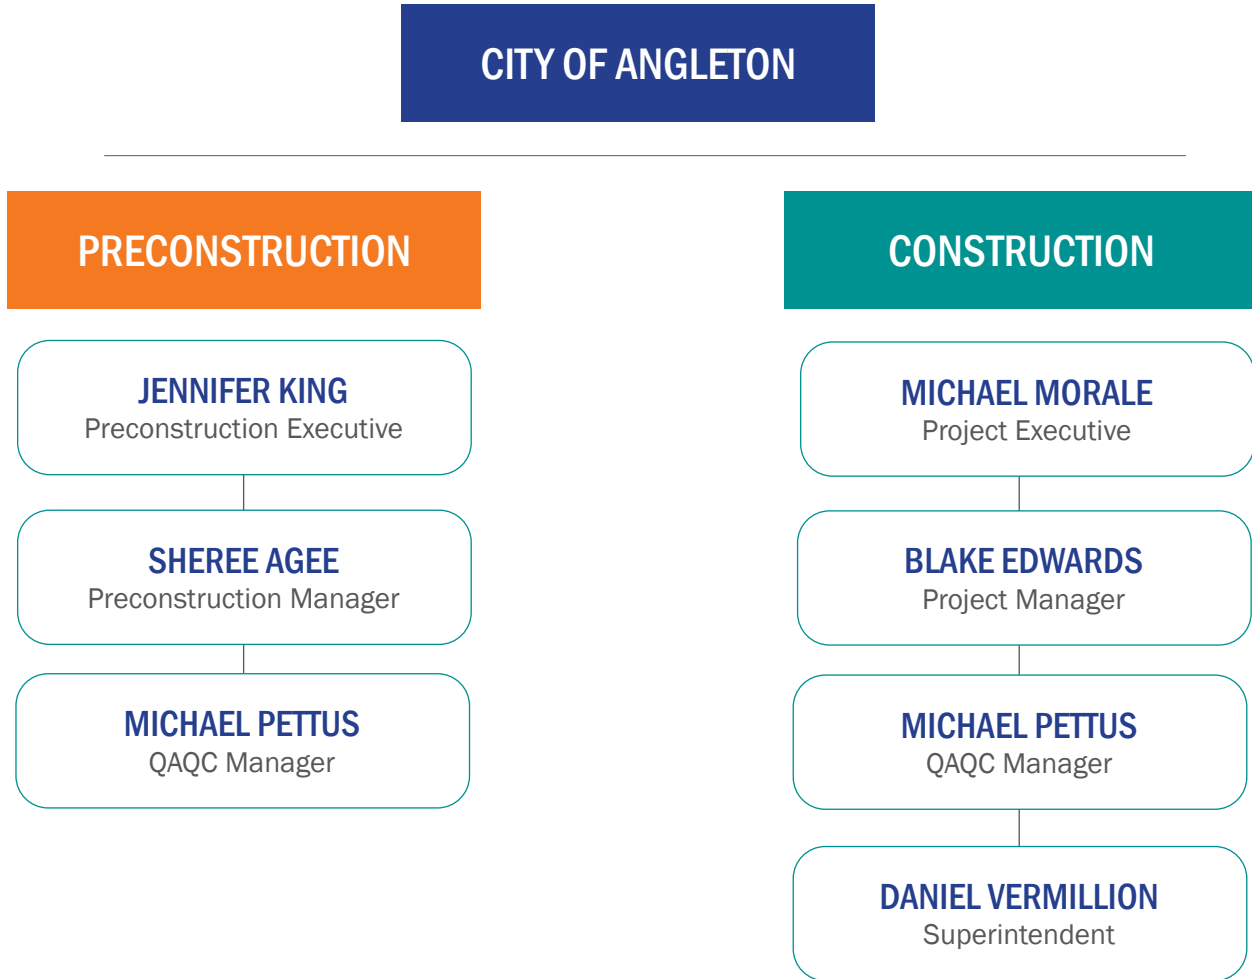 CITY OF ANGLETON
PRECONSTRUCTION
JENNIFER KING
Preconstruction Executive
SHEREE AGEE
Preconstruction Manager
MICHAEL PETTUS
QAQC Manager
CONSTRUCTION
MICHAEL MORALE
Project Executive
BLAKE EDWARDS
Project Manager
MICHAEL PETTUS
QAQC Manager
DANIEL VERMILLION
Superintendent